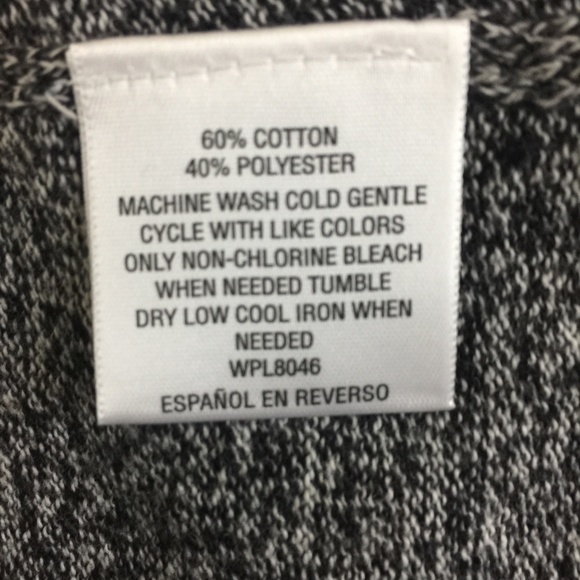 60% COTTON
40% POLYESTER
MACHINE WASH COLD GENTLE
CYCLE WITH LIKE COLORS
ONLY NON-CHLORINE BLEACH
WHEN NEEDED TUMBLE
DRY LOW COOL IRON WHEN
NEEDED
WPL8046
ESPAÑOL EN REVERSO